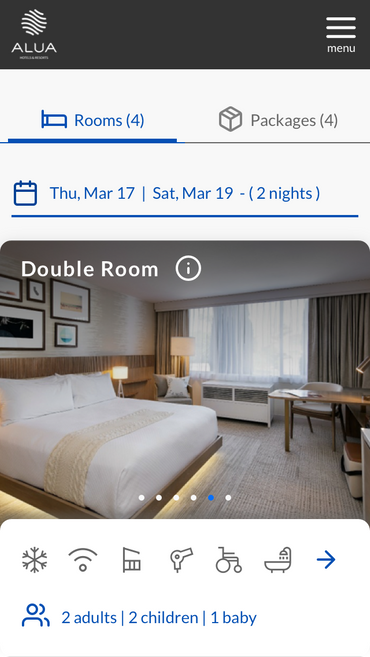 ALUA
HOTELS & RESORTS
menu
Rooms (4)
Packages (4)
Thu, Mar 17 | Sat, Mar 19 - ( 2 nights )
Double Room
2 adults | 2 children | 1 baby